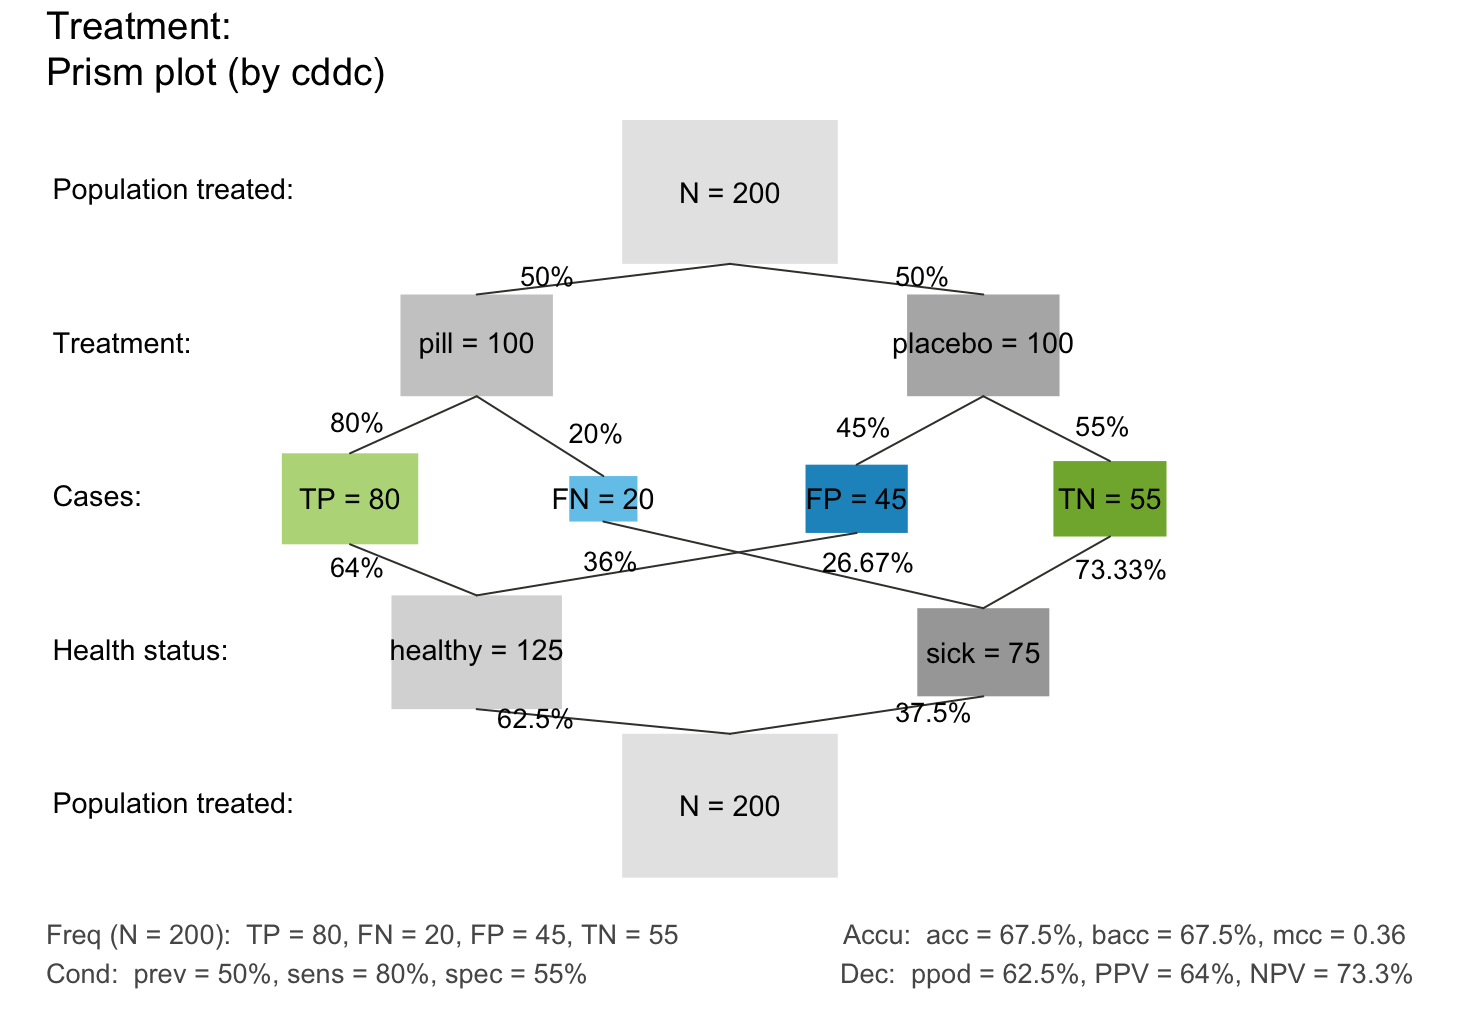 Treatment:
Prism plot (by cddc)
Population treated:
N = 200
50%
50%
Treatment:
pill = 100
placebo = 100
80%
20%
45%
55%
Cases:
TP = 80
FN = 20
FP = 45
TN = 55
64%
36%
26.67%
73.33%
Health status:
healthy = 125
sick = 75
62.5%
37.5%
Population treated:
N = 200
Freq (N = 200):  TP = 80, FN = 20, FP = 45, TN = 55
Accu:  acc = 67.5%, bacc = 67.5%, mcc = 0.36
Cond:  prev = 50%, sens = 80%, spec = 55%
Dec:  ppod = 62.5%, PPV = 64%, NPV = 73.3%